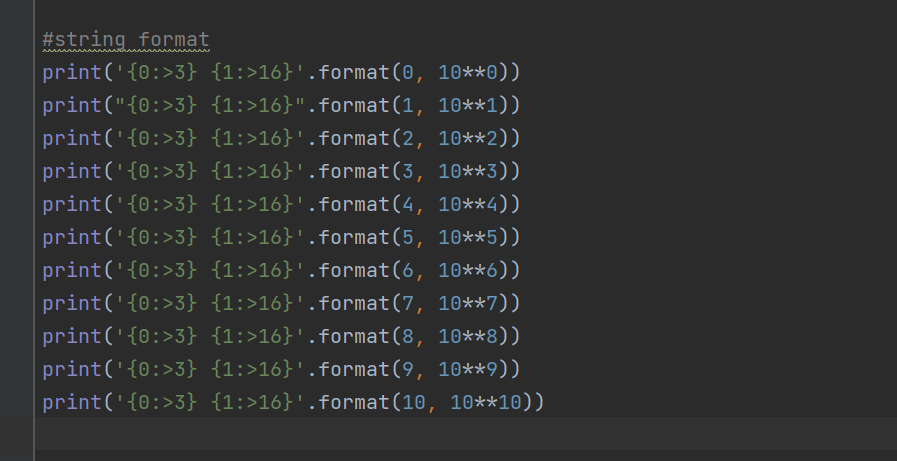 #string format
print('{0:>3} {1:>16}'.format(0, 10**0))
print("{0:>3} {1:>16}".format(1, 10**1))
print('{0:>3} {1:>16}'.format(2, 10**2))
print('{0:>3} {1:>16}'.format(3, 10**3))
print('{0:>3} {1:>16}'.format(4, 10**4))
print('{0:>3} {1:>16}'.format(5, 10**5))
print('{0:>3} {1:>16}'.format(6, 10**6))
print('{0:>3} {1:>16}'.format(7, 10**7))
print('{0:>3} {1:>16}'.format(8, 10**8))
print('{0:>3} {1:>16}'.format(9, 10**9))
print('{0:>3} {1:>16}'.format(10, 10**10))